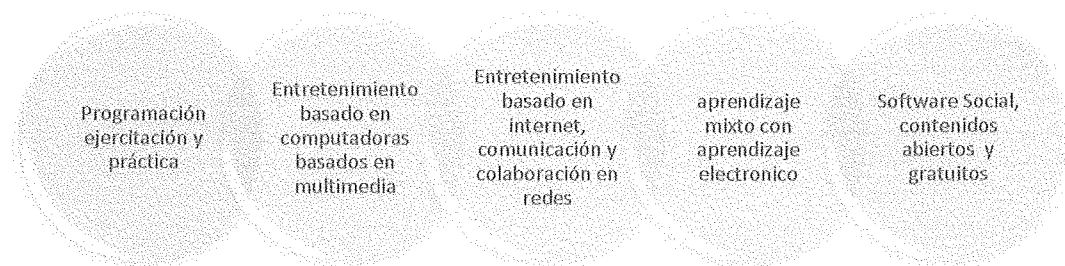 Programación
ejercitación y
práctica
Entretenimiento
basado en
computadoras
basados en
multimedia
Entretenimiento
basado en
internet,
comunicación y
colaboración en
redes
aprendizaje
mixto con
aprendizaje
electronico
Software Social,
contenidos
abiertos y
gratuitos